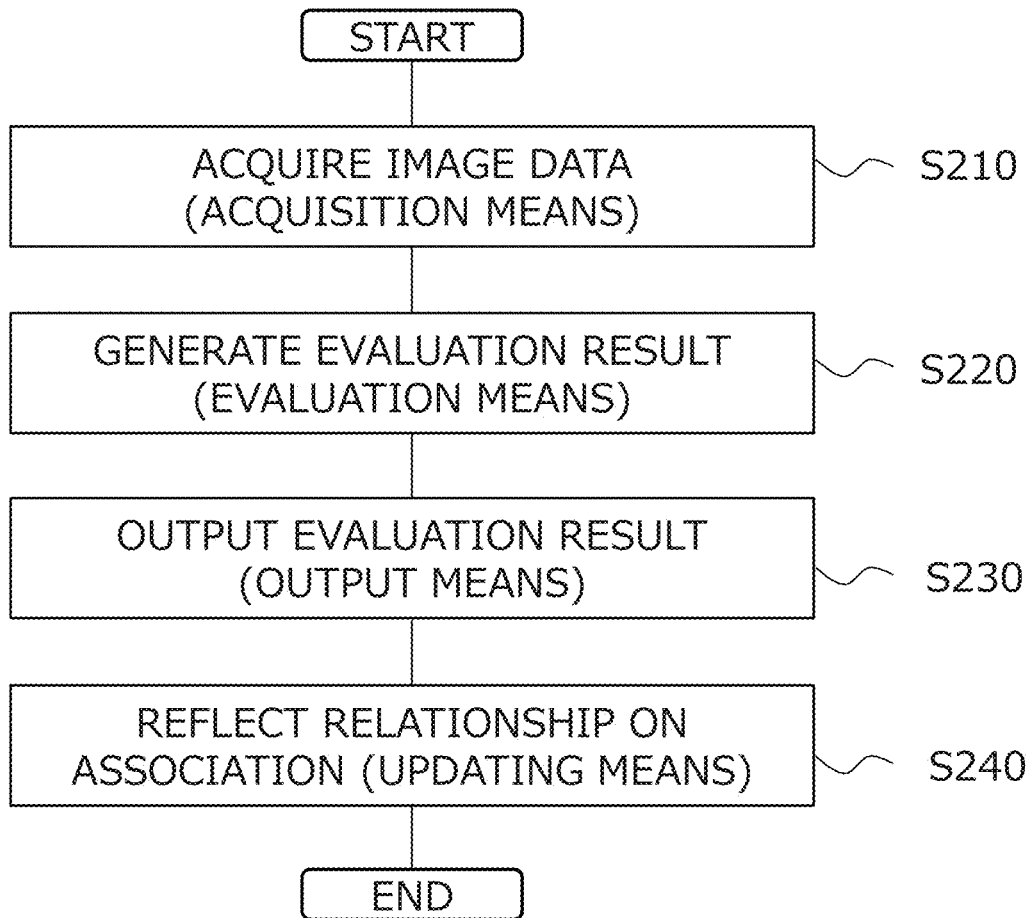 START
ACQUIRE IMAGE DATA
(ACQUISITION MEANS)
S210
GENERATE EVALUATION RESULT
(EVALUATION MEANS)
S220
OUTPUT EVALUATION RESULT
(OUTPUT MEANS)
S230
REFLECT RELATIONSHIP ON
ASSOCIATION (UPDATING MEANS)
S240
END